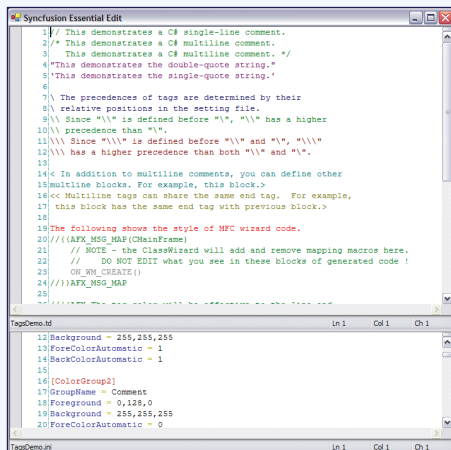 Syncfusion Essential Edit
1 // This demonstrates a C# single-line comment.
2 /* This demonstrates a C# multiline comment.
3 This demonstrates a C# multiline comment. */
4 "This demonstrates the double-quote string."
5 'This demonstrates the single-quote string.'
6
7 \ The precedences of tags are determined by their
8 \ relative positions in the setting file.
9 \\ Since "\\" is defined before "\", "\\" has a higher
10 \\ precedence than "\".
11 \\\ Since "\\\" is defined before "\\" and "\", "\\\"
12 \\\ has a higher precedence than both "\\" and "\".
13
14 < In addition to multiline comments, you can define other
15 multline blocks. For example, this block.>
16 << Multiline tags can share the same end tag. For example,
17 this block has the same end tag with previous block.>
18
19 The following shows the style of MFC wizard code.
20 //{{AFX_MSG_MAP(CMainFrame)
21 // NOTE - the ClassWizard will add and remove mapping macros here.
22 // DO NOT EDIT what you see in these blocks of generated code !
23 ON_WM_CREATE()
24 //}}AFX_MSG_MAP
25
TagsDemo.td Ln 1 Col 1 Ch 1
12 Background = 255,255,255
13 ForeColorAutomatic = 1
14 BackColorAutomatic = 1
15
16 [ColorGroup2]
17 GroupName = Comment
18 Foreground = 0,128,0
19 Background = 255,255,255
20 ForeColorAutomatic = 0
TagsDemo.ini Ln 1 Col 1 Ch 1